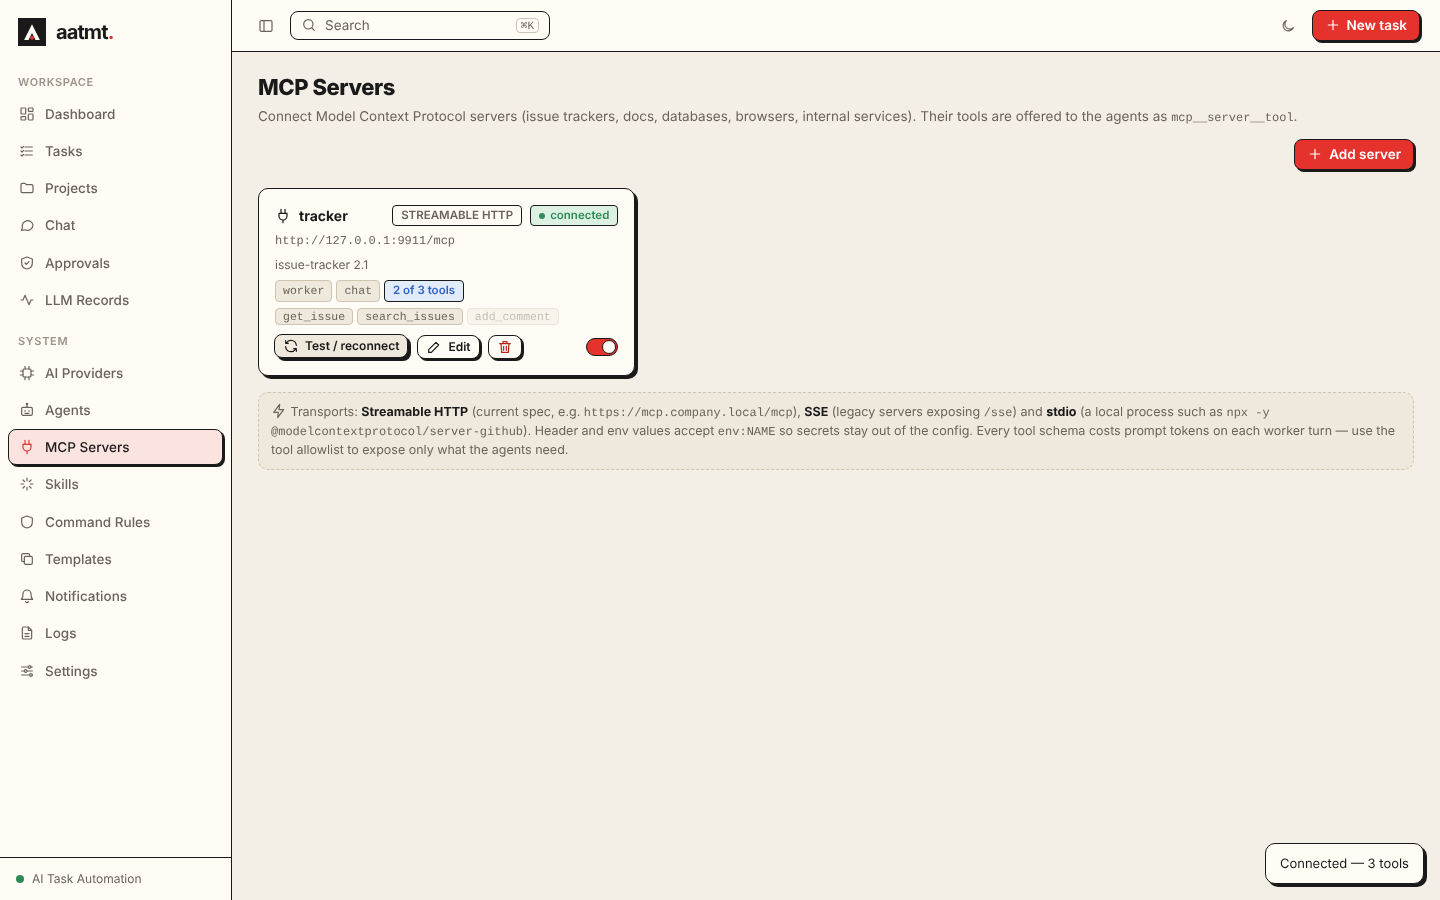 aatmt.
Search
⌘K
New task
WORKSPACE
Dashboard
Tasks
Projects
Chat
Approvals
LLM Records
SYSTEM
AI Providers
Agents
MCP Servers
Skills
Command Rules
Templates
Notifications
Logs
Settings
AI Task Automation
MCP Servers
Connect Model Context Protocol servers (issue trackers, docs, databases, browsers, internal services). Their tools are offered to the agents as mcp__server__tool.
Add server
tracker
STREAMABLE HTTP
connected
http://127.0.0.1:9911/mcp
issue-tracker 2.1
worker chat 2 of 3 tools
get_issue search_issues add_comment
Test / reconnect Edit
Transports: Streamable HTTP (current spec, e.g. https://mcp.company.local/mcp), SSE (legacy servers exposing /sse) and stdio (a local process such as npx -y
@modelcontextprotocol/server-github). Header and env values accept env:NAME so secrets stay out of the config. Every tool schema costs prompt tokens on each worker turn — use the
tool allowlist to expose only what the agents need.
Connected — 3 tools